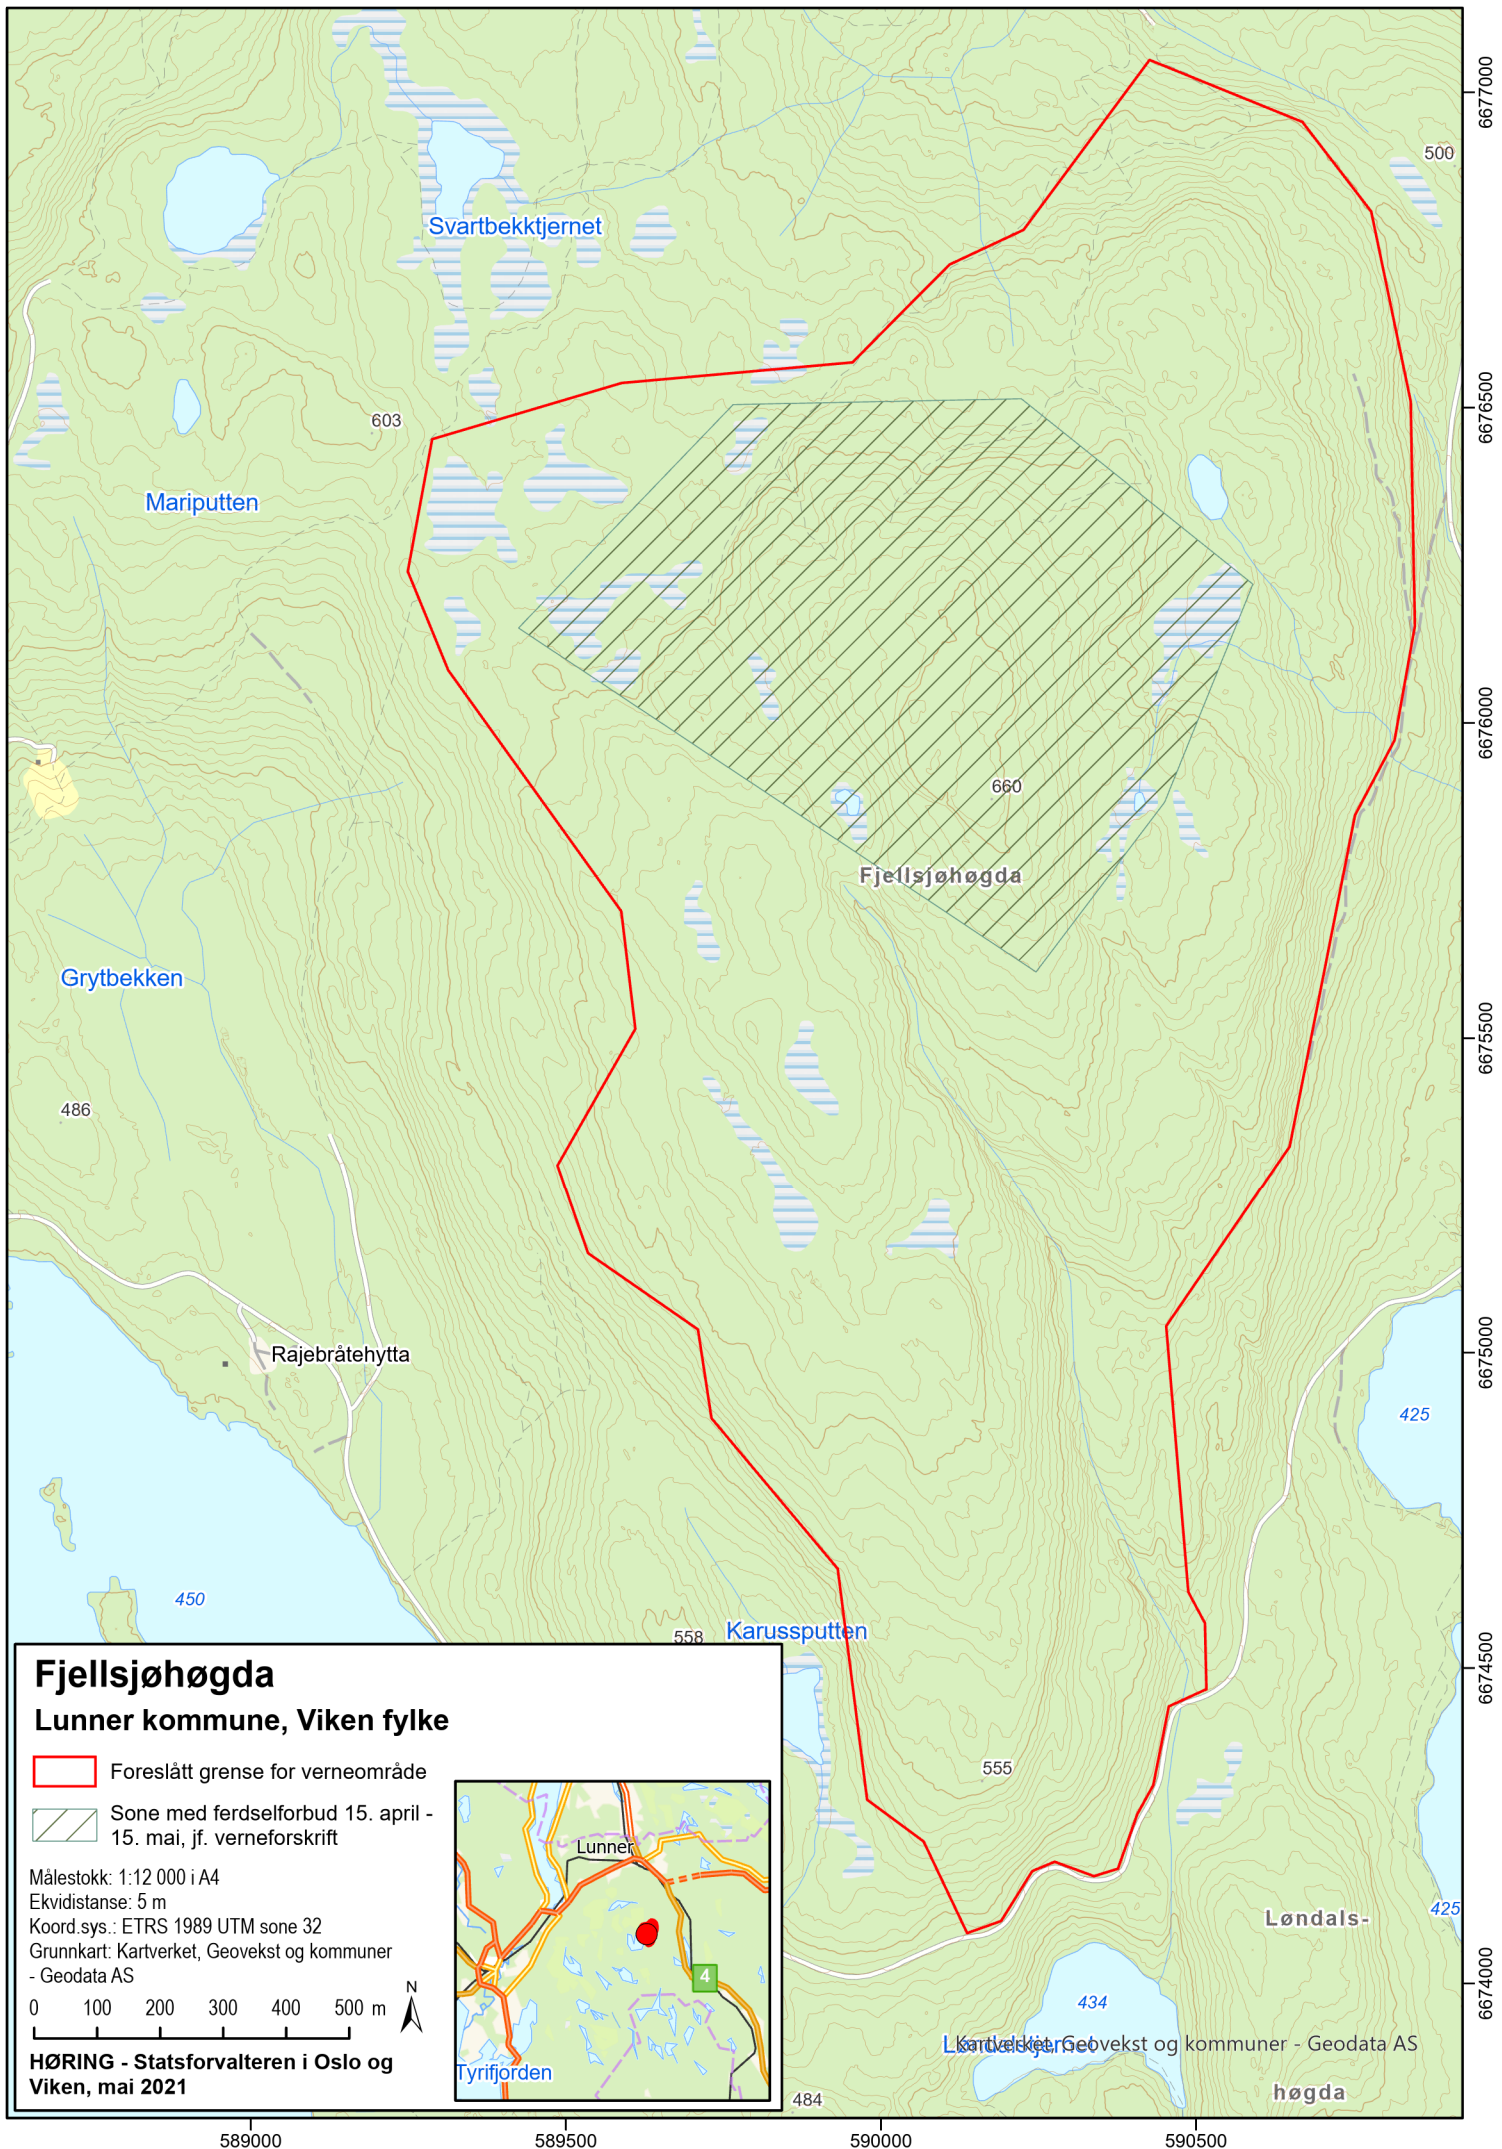 6677000
500
Svartbekktjernet
6676500
603
Mariputten
6676000
660
Fjellsjøhøgda
Grytbekken
6675500
486
6675000
Rajebråtehytta
425
450
Karussputten
558
6674500
555
Løndals-
425
6674000
434
Løndalstjernet
Kartverket, Geovekst og kommuner - Geodata AS
høgda
484
Fjellsjøhøgda
Lunner kommune, Viken fylke
Foreslått grense for verneområde
Sone med ferdselforbud 15. april -
15. mai, jf. verneforskrift
Målestokk: 1:12 000 i A4
Ekvidistanse: 5 m
Koord.sys.: ETRS 1989 UTM sone 32
Grunnkart: Kartverket, Geovekst og kommuner
- Geodata AS
N
0 100 200 300 400 500 m
HØRING - Statsforvalteren i Oslo og
Viken, mai 2021
Lunner
4
Tyrifjorden
589000 589500 590000 590500